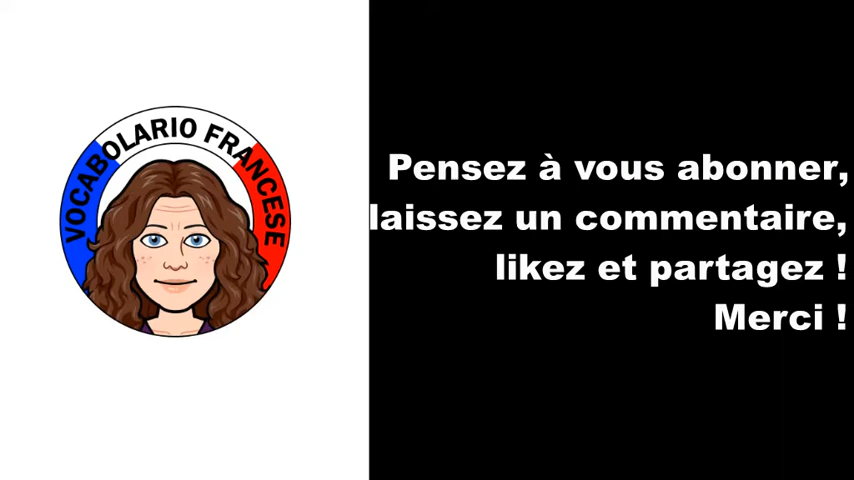 VOCABOLARIO FRANCESE
Pensez à vous abonner,
laissez un commentaire,
likez et partagez !
Merci !